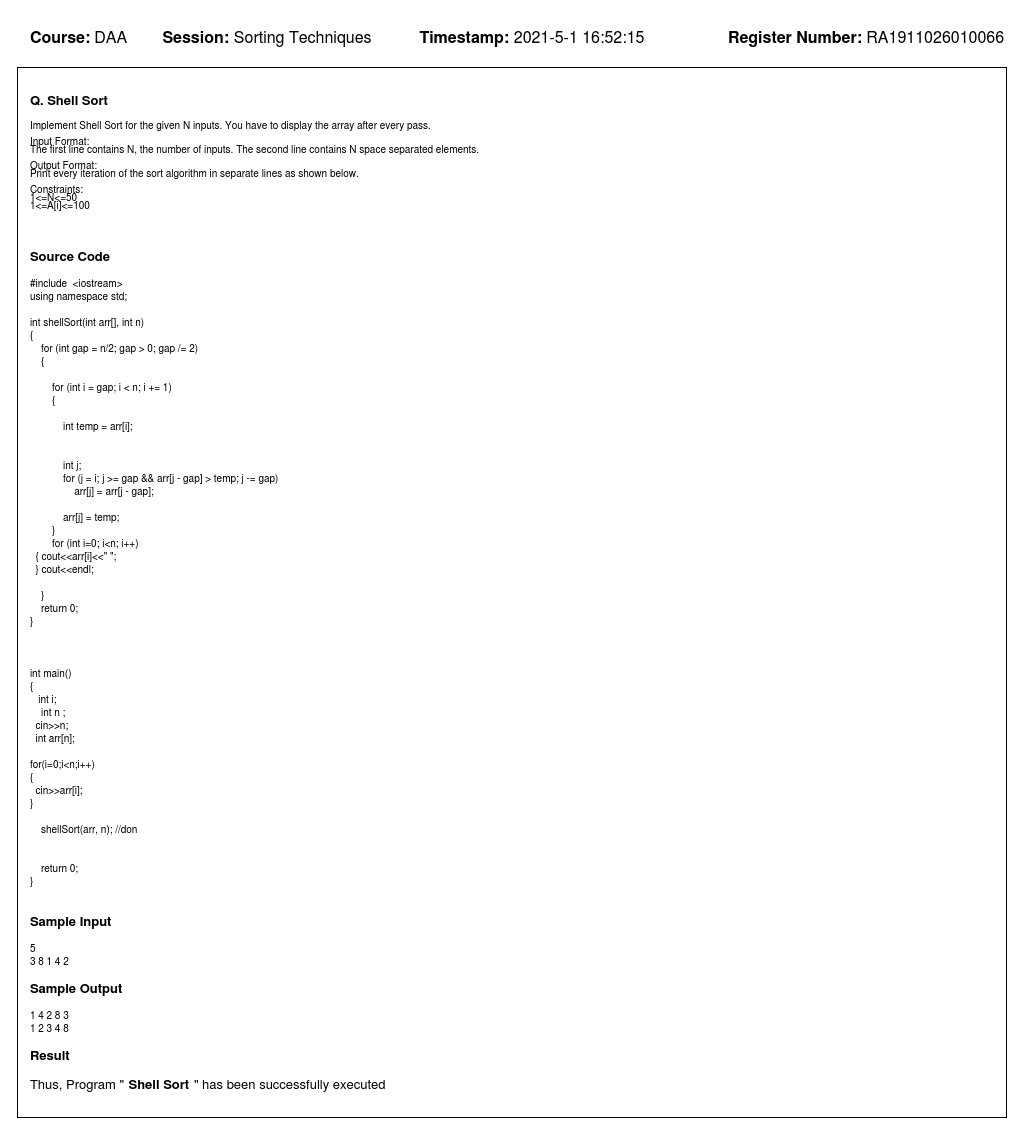 Course: DAA Session: Sorting Techniques Timestamp: 2021-5-1 16:52:15 Register Number: RA1911026010066
Q. Shell Sort
Implement Shell Sort for the given N inputs. You have to display the array after every pass.
Input Format:
The first line contains N, the number of inputs. The second line contains N space separated elements.
Output Format:
Print every iteration of the sort algorithm in separate lines as shown below.
Constraints:
1<=N<=50
1<=A[i]<=100
Source Code
#include  <iostream>
using namespace std;
int shellSort(int arr[], int n)
{
    for (int gap = n/2; gap > 0; gap /= 2)
    {
        for (int i = gap; i < n; i += 1)
        {
            int temp = arr[i];
            int j;
            for (j = i; j >= gap && arr[j - gap] > temp; j -= gap)
                arr[j] = arr[j - gap];
            arr[j] = temp;
        }
        for (int i=0; i<n; i++)
  { cout<<arr[i]<<" ";
  } cout<<endl;
    }
    return 0;
}
int main()
{
   int i;
    int n ;
  cin>>n;
  int arr[n];
for(i=0;i<n;i++)
{
  cin>>arr[i];
}
    shellSort(arr, n); //don
    return 0;
}
Sample Input
5
3 8 1 4 2
Sample Output
1 4 2 8 3
1 2 3 4 8
Result
Thus, Program " Shell Sort " has been successfully executed